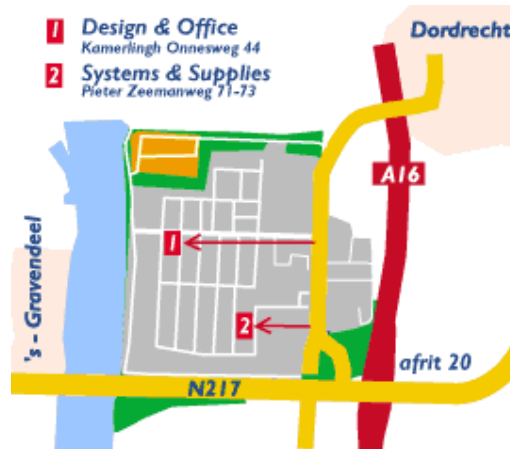 1 Design & Office
Kamerlingh Onnesweg 44
2 Systems & Supplies
Pieter Zeemanweg 71-73
Dordrecht
A16
1
's - Gravendeel
2
afrit 20
N217